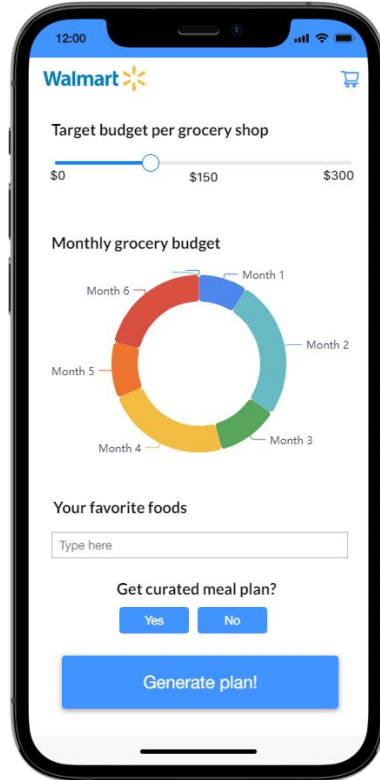 12:00
Walmart
Target budget per grocery shop
$0 $150 $300
Monthly grocery budget
Month 1
Month 6
Month 2
Month 5
Month 3
Month 4
Your favorite foods
Type here
Get curated meal plan?
Yes No
Generate plan!